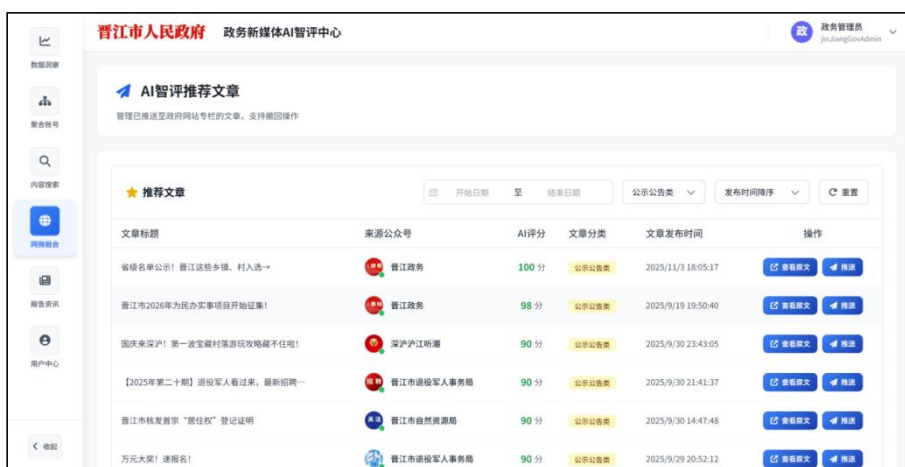 晋江市人民政府 政务新媒体AI智评中心
政 政务管理员
JinJiangGovAdmin
数据洞察
聚合账号
内容搜索
网微融合
报告资讯
用户中心
收起
AI智评推荐文章
管理已推送至政府网站专栏的文章，支持撤回操作
推荐文章 开始日期 至 结束日期 公示公告类 发布时间降序 重置
文章标题 来源公众号 AI评分 文章分类 文章发布时间 操作
省级名单公示！晋江这些乡镇、村入选→ 晋江政务 100 分 公示公告类 2025/11/3 18:05:17 查看原文 推送
晋江市2026年为民办实事项目开始征集！ 晋江政务 98 分 公示公告类 2025/9/19 19:50:40 查看原文 推送
国庆来深沪！第一波宝藏村落游玩攻略藏不住啦！ 深沪沪江听潮 90 分 公示公告类 2025/9/30 23:43:05 查看原文 推送
【2025年第二十期】退役军人看过来，最新招聘… 招聘 晋江市退役军人事务局 90 分 公示公告类 2025/9/30 21:41:37 查看原文 推送
晋江市核发首宗“居住权”登记证明 晋江市自然资源局 90 分 公示公告类 2025/9/30 14:47:48 查看原文 推送
万元大奖！速报名！ 晋江市退役军人事务局 90 分 公示公告类 2025/9/29 20:52:12 查看原文 推送